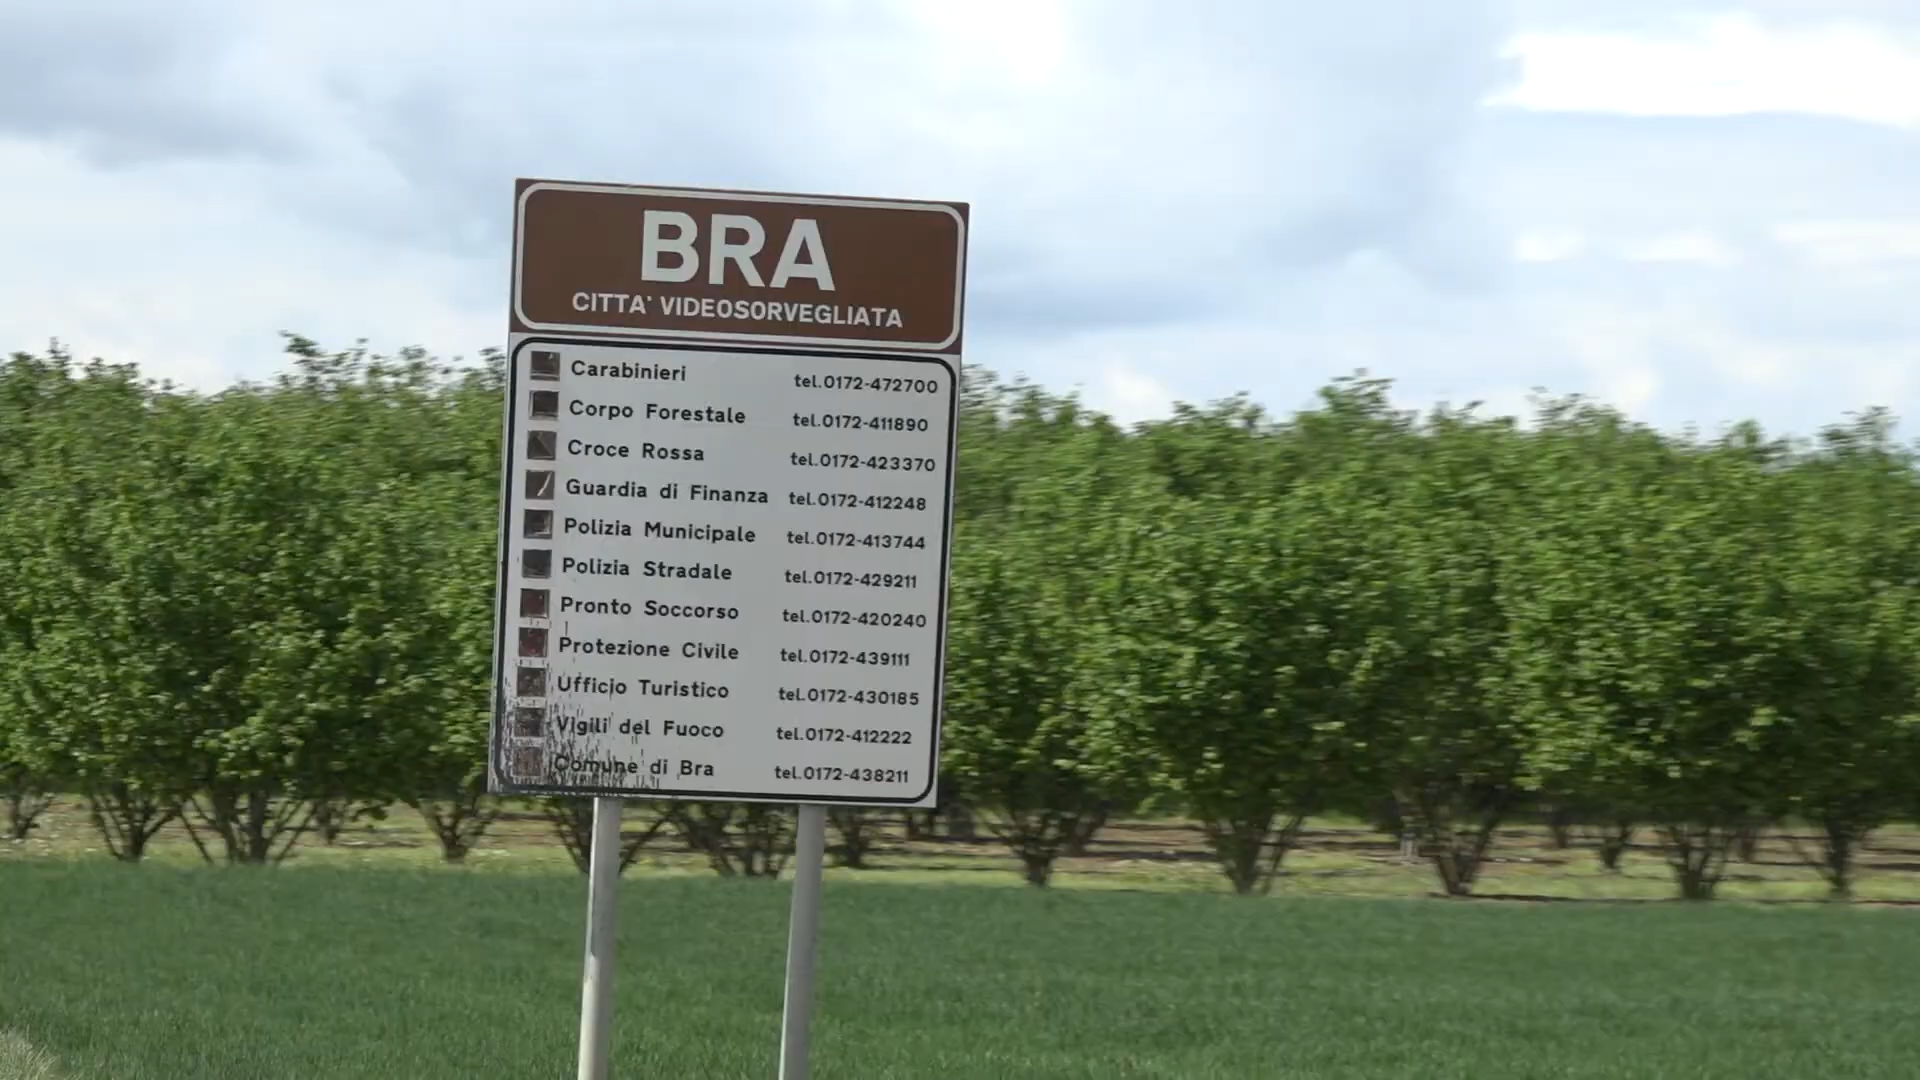 BRA
CITTA' VIDEOSORVEGLIATA
Carabinieri tel.0172-472700
Corpo Forestale tel.0172-411890
Croce Rossa tel.0172-423370
Guardia di Finanza tel.0172-412248
Polizia Municipale tel.0172-413744
Polizia Stradale tel.0172-429211
Pronto Soccorso tel.0172-420240
Protezione Civile tel.0172-439111
Ufficio Turistico tel.0172-430185
Vigili del Fuoco tel.0172-412222
Comune di Bra tel.0172-438211